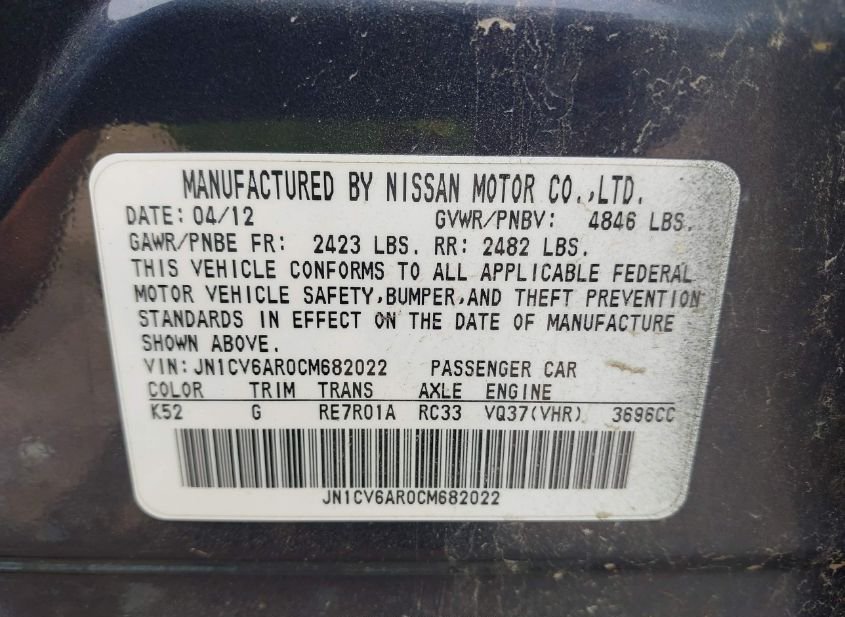 MANUFACTURED BY NISSAN MOTOR CO.,LTD.
DATE: 04/12 GVWR/PNBV: 4846 LBS.
GAWR/PNBE FR: 2423 LBS. RR: 2482 LBS.
THIS VEHICLE CONFORMS TO ALL APPLICABLE FEDERAL
MOTOR VEHICLE SAFETY,BUMPER,AND THEFT PREVENTION
STANDARDS IN EFFECT ON THE DATE OF MANUFACTURE
SHOWN ABOVE.
VIN: JN1CV6AR0CM682022 PASSENGER CAR
COLOR TRIM TRANS AXLE ENGINE
K52 G RE7R01A RC33 VQ37(VHR) 3696CC
JN1CV6AR0CM682022